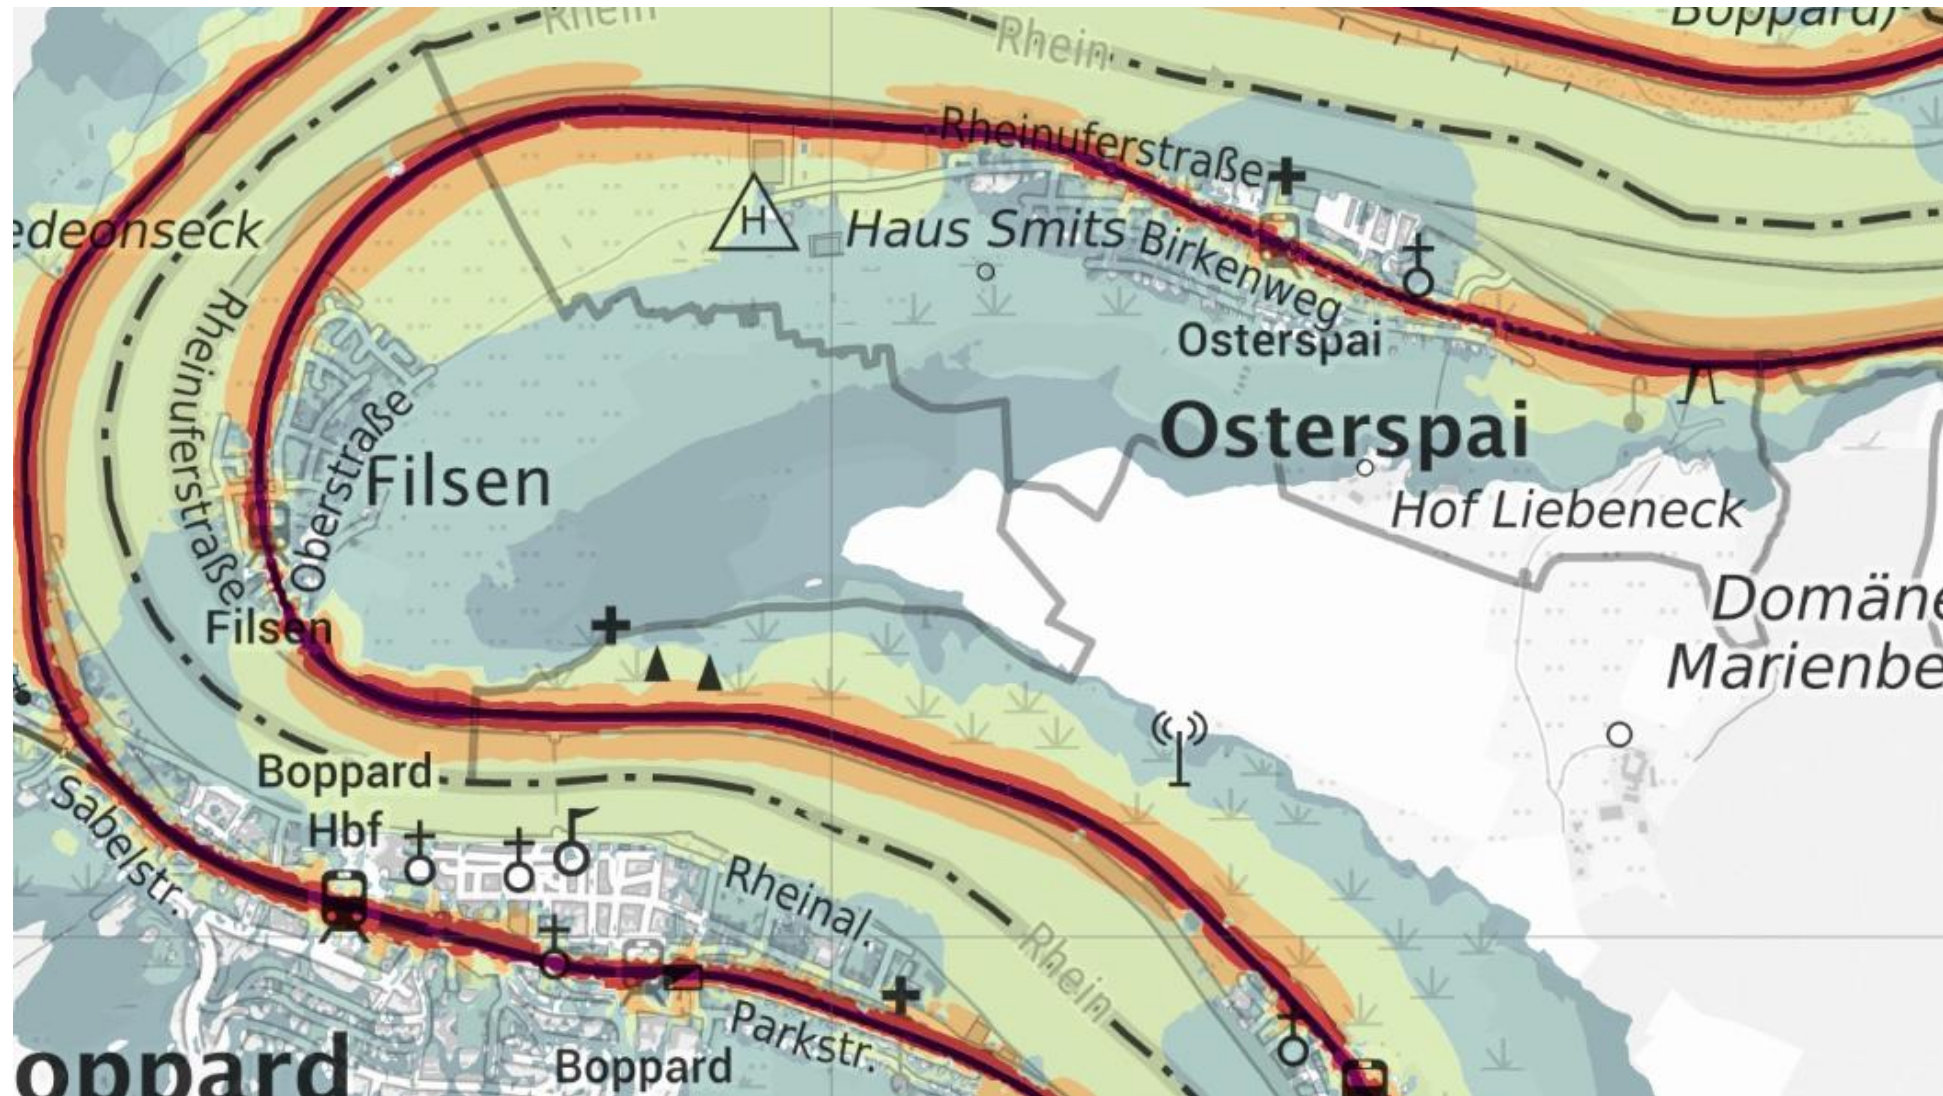 Rhein
Rhein
Boppard)
Rheinuferstraße
edeonseck
H
Haus Smits
Birkenweg
Osterspai
Rheinuferstraße
Oberstraße
Filsen
Osterspai
Hof Liebeneck
Filsen
Domäne
Marienbe
Boppard
Hbf
Sabelstr.
Rheinal.
Rhein
Parkstr.
Boppard
oppard